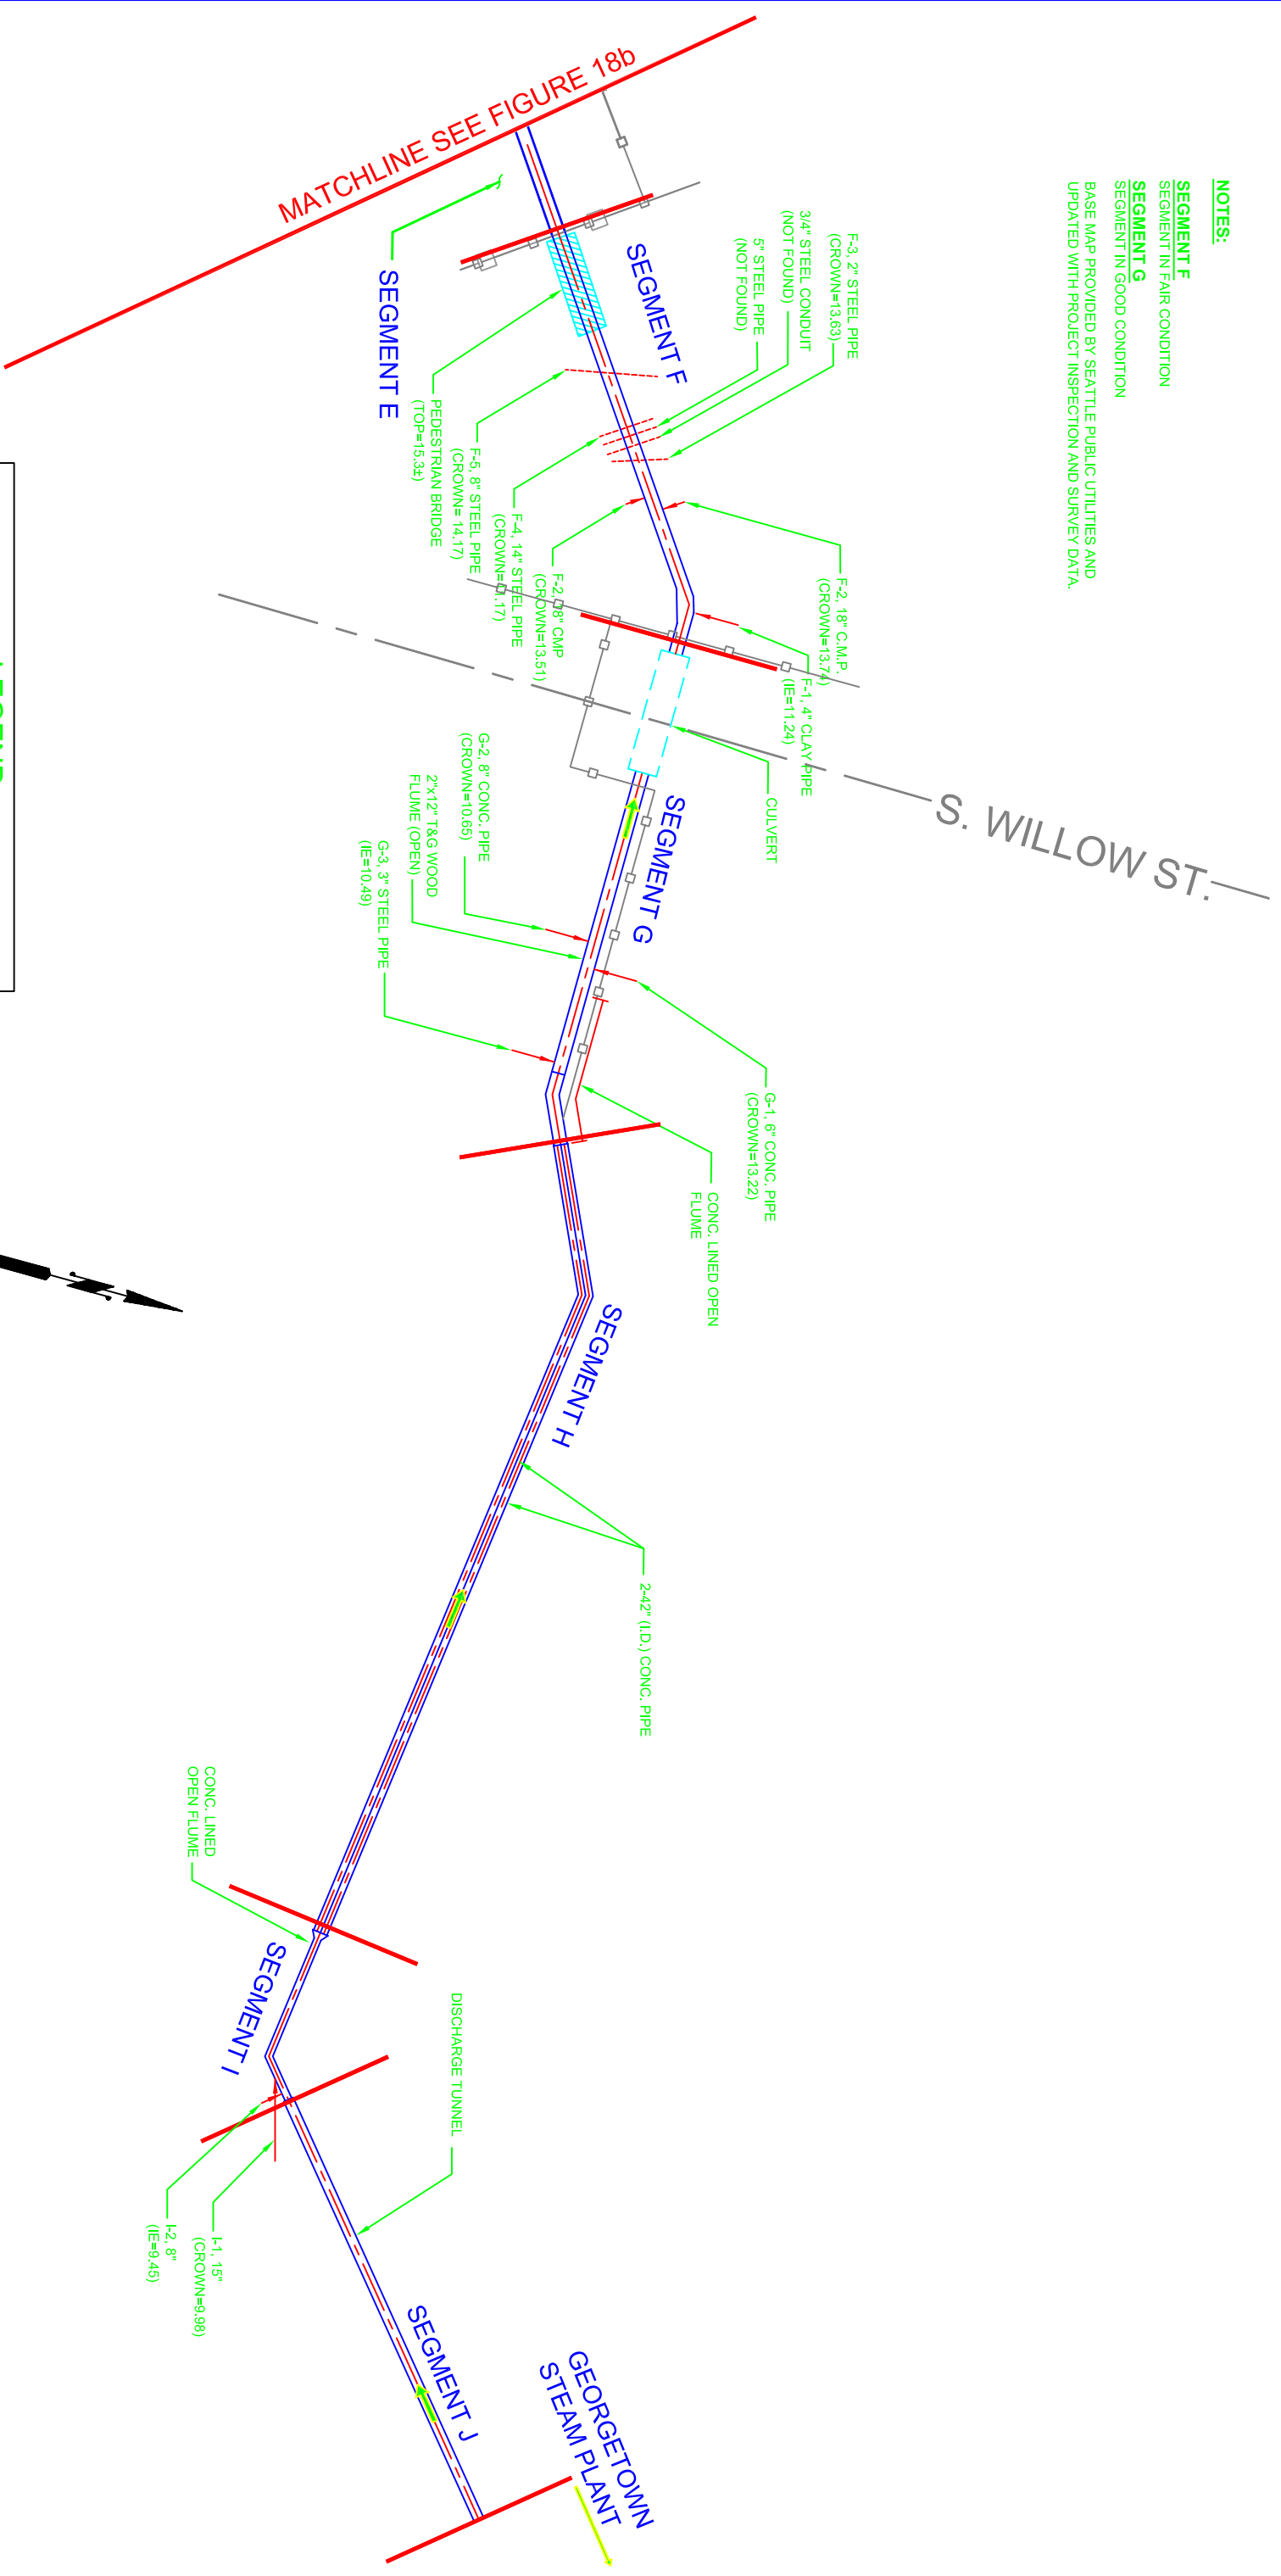 NOTES:
SEGMENT F
SEGMENT IN FAIR CONDITION
SEGMENT G
SEGMENT IN GOOD CONDITION
BASE MAP PROVIDED BY SEATTLE PUBLIC UTILITIES AND
UPDATED WITH PROJECT INSPECTION AND SURVEY DATA.
MATCHLINE SEE FIGURE 18b
SEGMENT E
SEGMENT F
F-3, 2" STEEL PIPE
(CROWN=13.63)
3/4" STEEL CONDUIT
(NOT FOUND)
5" STEEL PIPE
(NOT FOUND)
PEDESTRIAN BRIDGE
(TOP=15.3±)
F-5, 8" STEEL PIPE
(CROWN= 14.17)
F-4, 14" STEEL PIPE
F-2, 18" CMP
(CROWN=13.51)
F-2, 18" C.M.P.
(CROWN=13.74)
F-1, 4" CLAY PIPE
(IE=11.24)
CULVERT
S. WILLOW ST.
SEGMENT G
G-2, 8" CONC. PIPE
(CROWN=10.65)
2"x12" T&G WOOD
FLUME (OPEN)
G-3, 3" STEEL PIPE
(IE=10.49)
G-1, 6" CONC. PIPE
(CROWN=13.22)
CONC. LINED OPEN
FLUME
SEGMENT H
2-42" (I.D.) CONC. PIPE
CONC. LINED
OPEN FLUME
SEGMENT I
DISCHARGE TUNNEL
I-1, 15"
(CROWN=9.98)
I-2, 8"
(IE=9.45)
SEGMENT J
GEORGETOWN
STEAM PLANT